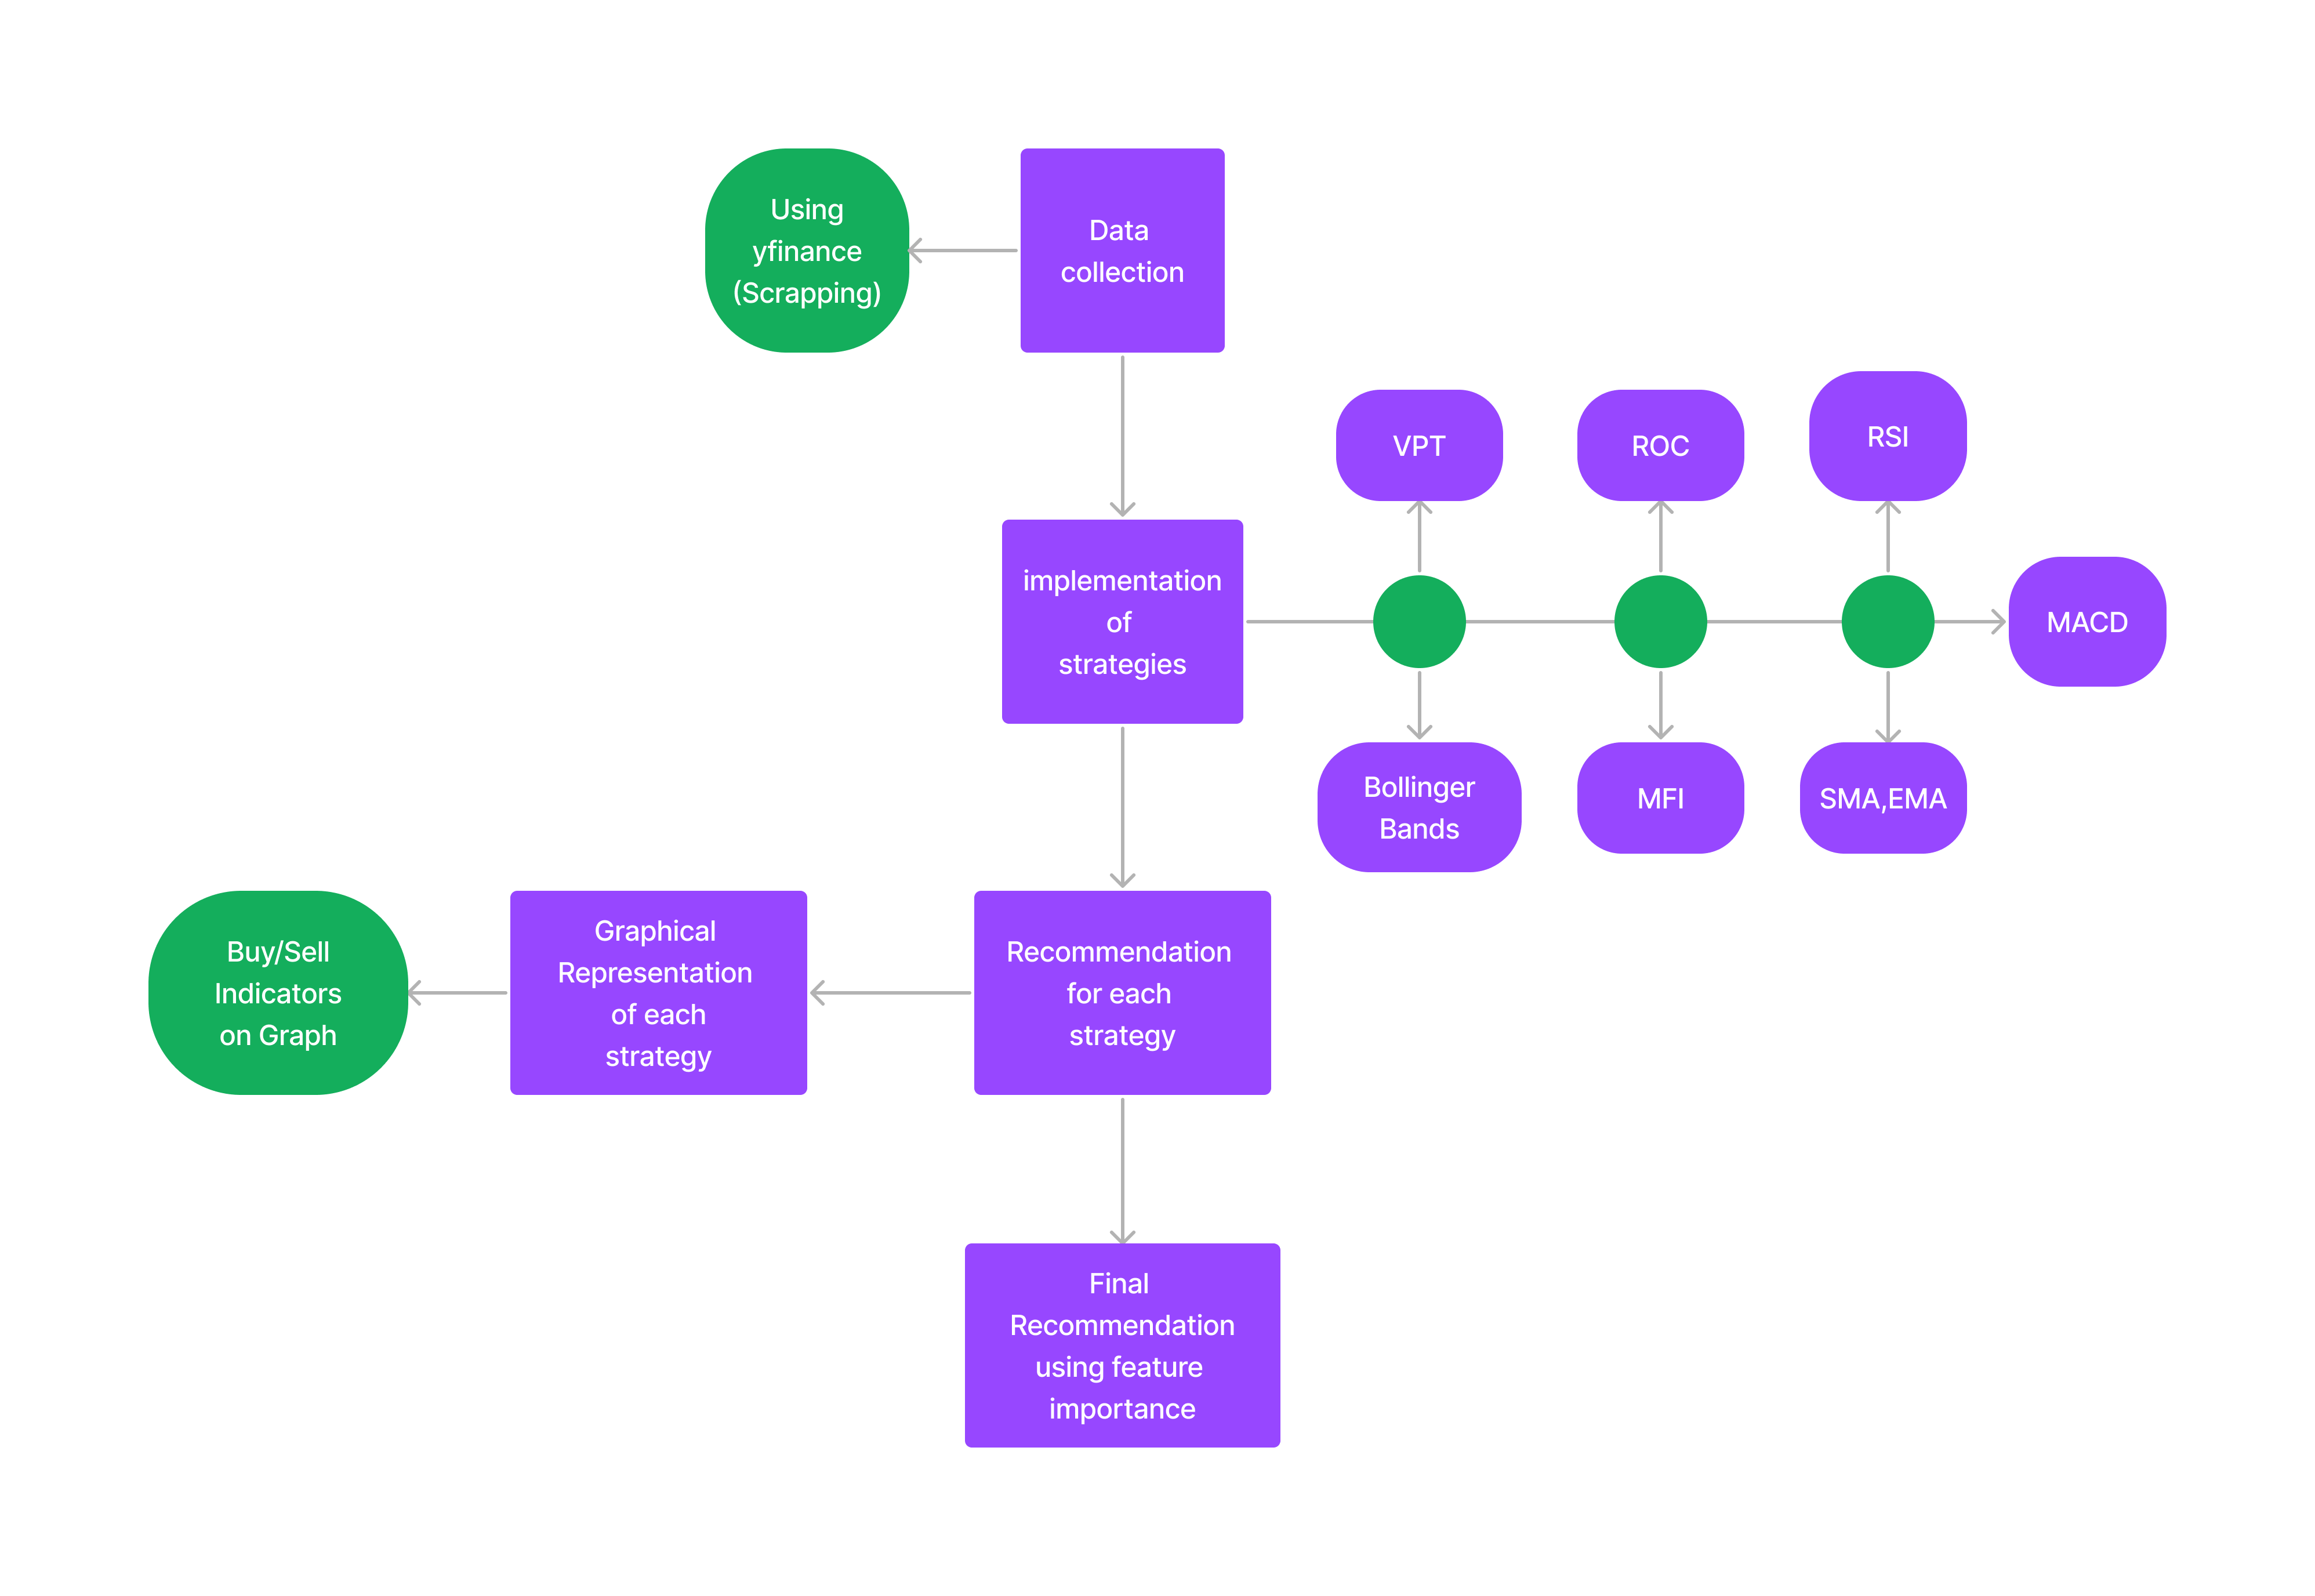 Using
yfinance
(Scrapping)
Data
collection
VPT
ROC
RSI
implementation
of
strategies
MACD
Bollinger
Bands
MFI
SMA,EMA
Buy/Sell
Indicators
on Graph
Graphical
Representation
of each
strategy
Recommendation
for each
strategy
Final
Recommendation
using feature
importance